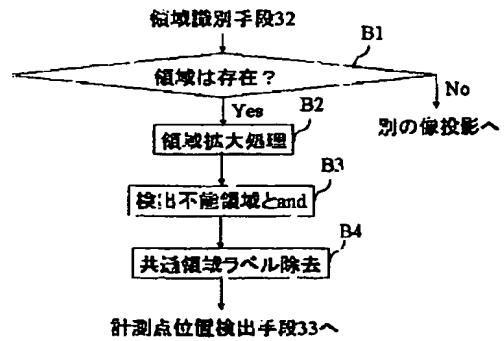 領域識別手段32
B1
領域は存在？
No
Yes
別の像投影へ
B2
領域拡大処理
B3
検出不能領域とand
B4
共通領域ラベル除去
計測点位置検出手段33へ